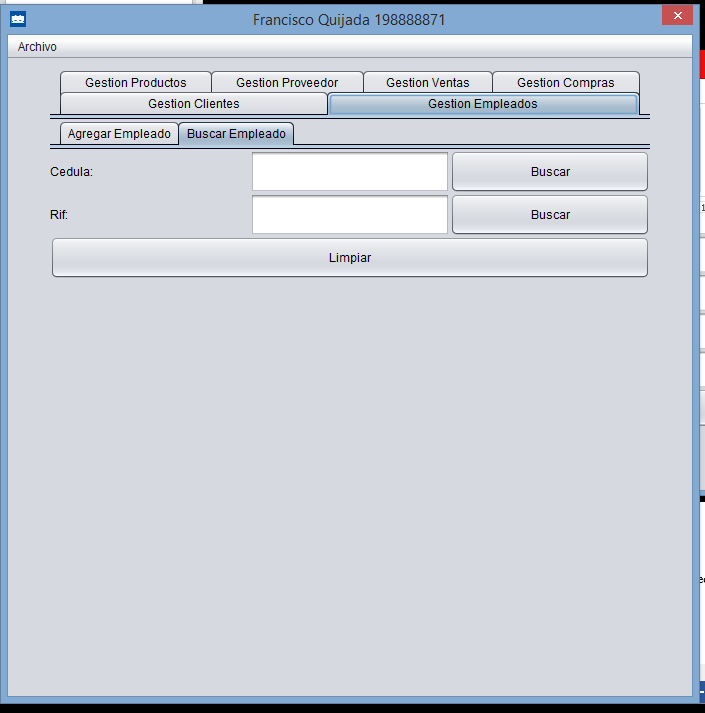 Francisco Quijada 198888871
Archivo
Gestion Productos Gestion Proveedor Gestion Ventas Gestion Compras
Gestion Clientes Gestion Empleados
Agregar Empleado Buscar Empleado
Cedula: Buscar
Rif: Buscar
Limpiar